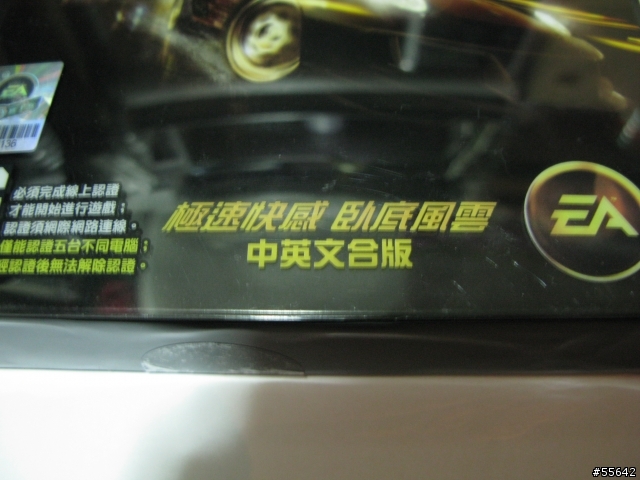 136
必須完成線上認證
才能開始進行遊戲；
認證須網際網路連線。
僅能認證五台不同電腦；
經認證後無法解除認證。
極速快感 臥底風雲
中英文合版
EA
#55642